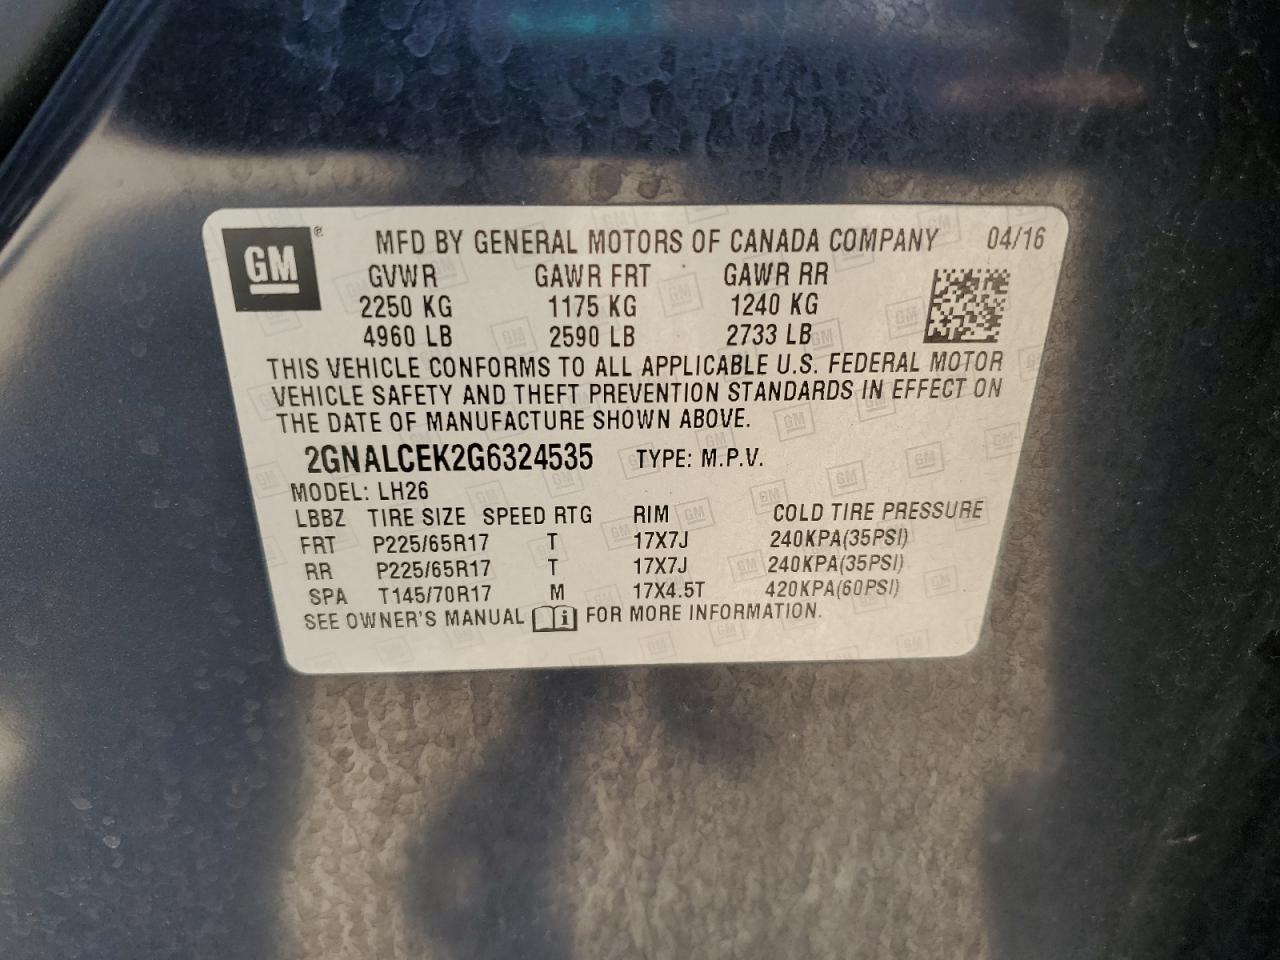 GM ® MFD BY GENERAL MOTORS OF CANADA COMPANY 04/16
GVWR GAWR FRT GAWR RR
2250 KG 1175 KG 1240 KG
4960 LB 2590 LB 2733 LB
THIS VEHICLE CONFORMS TO ALL APPLICABLE U.S. FEDERAL MOTOR
VEHICLE SAFETY AND THEFT PREVENTION STANDARDS IN EFFECT ON
THE DATE OF MANUFACTURE SHOWN ABOVE.
2GNALCEK2G6324535 TYPE: M.P.V.
MODEL: LH26
LBBZ TIRE SIZE SPEED RTG RIM COLD TIRE PRESSURE
FRT P225/65R17 T 17X7J 240KPA(35PSI)
RR P225/65R17 T 17X7J 240KPA(35PSI)
SPA T145/70R17 M 17X4.5T 420KPA(60PSI)
SEE OWNER'S MANUAL i FOR MORE INFORMATION.